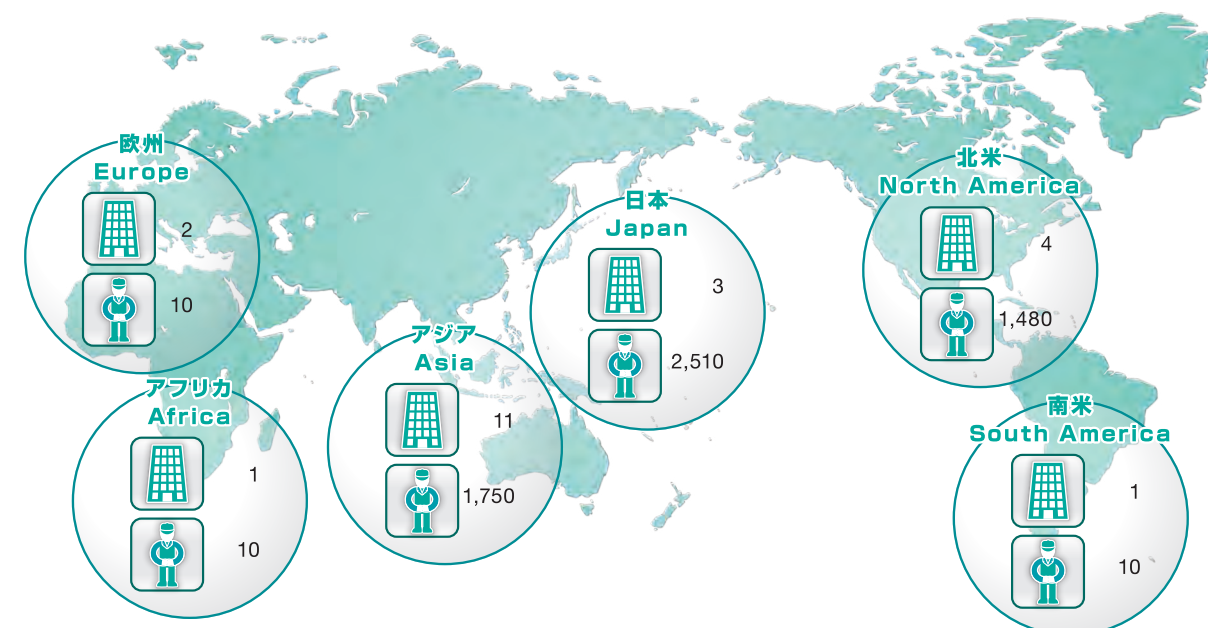 欧州
Europe
2
10
アフリカ
Africa
1
10
アジア
Asia
11
1,750
日本
Japan
3
2,510
北米
North America
4
1,480
南米
South America
1
10